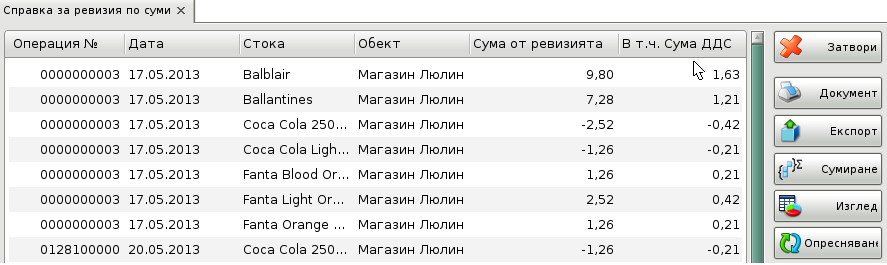 Справка за ревизия по суми ×
Операция № Дата Стока Обект Сума от ревизията В т.ч. Сума ДДС
0000000003 17.05.2013 Balblair Магазин Люлин 9,80 1,63
0000000003 17.05.2013 Ballantines Магазин Люлин 7,28 1,21
0000000003 17.05.2013 Coca Cola 250... Магазин Люлин -2,52 -0,42
0000000003 17.05.2013 Coca Cola Ligh... Магазин Люлин -1,26 -0,21
0000000003 17.05.2013 Fanta Blood Or... Магазин Люлин 1,26 0,21
0000000003 17.05.2013 Fanta Light Or... Магазин Люлин 2,52 0,42
0000000003 17.05.2013 Fanta Orange ... Магазин Люлин 1,26 0,21
0128100000 20.05.2013 Coca Cola 250... Магазин Люлин -1,26 -0,21
Затвори
Документ
Експорт
Сумиране
Изглед
Опресняване